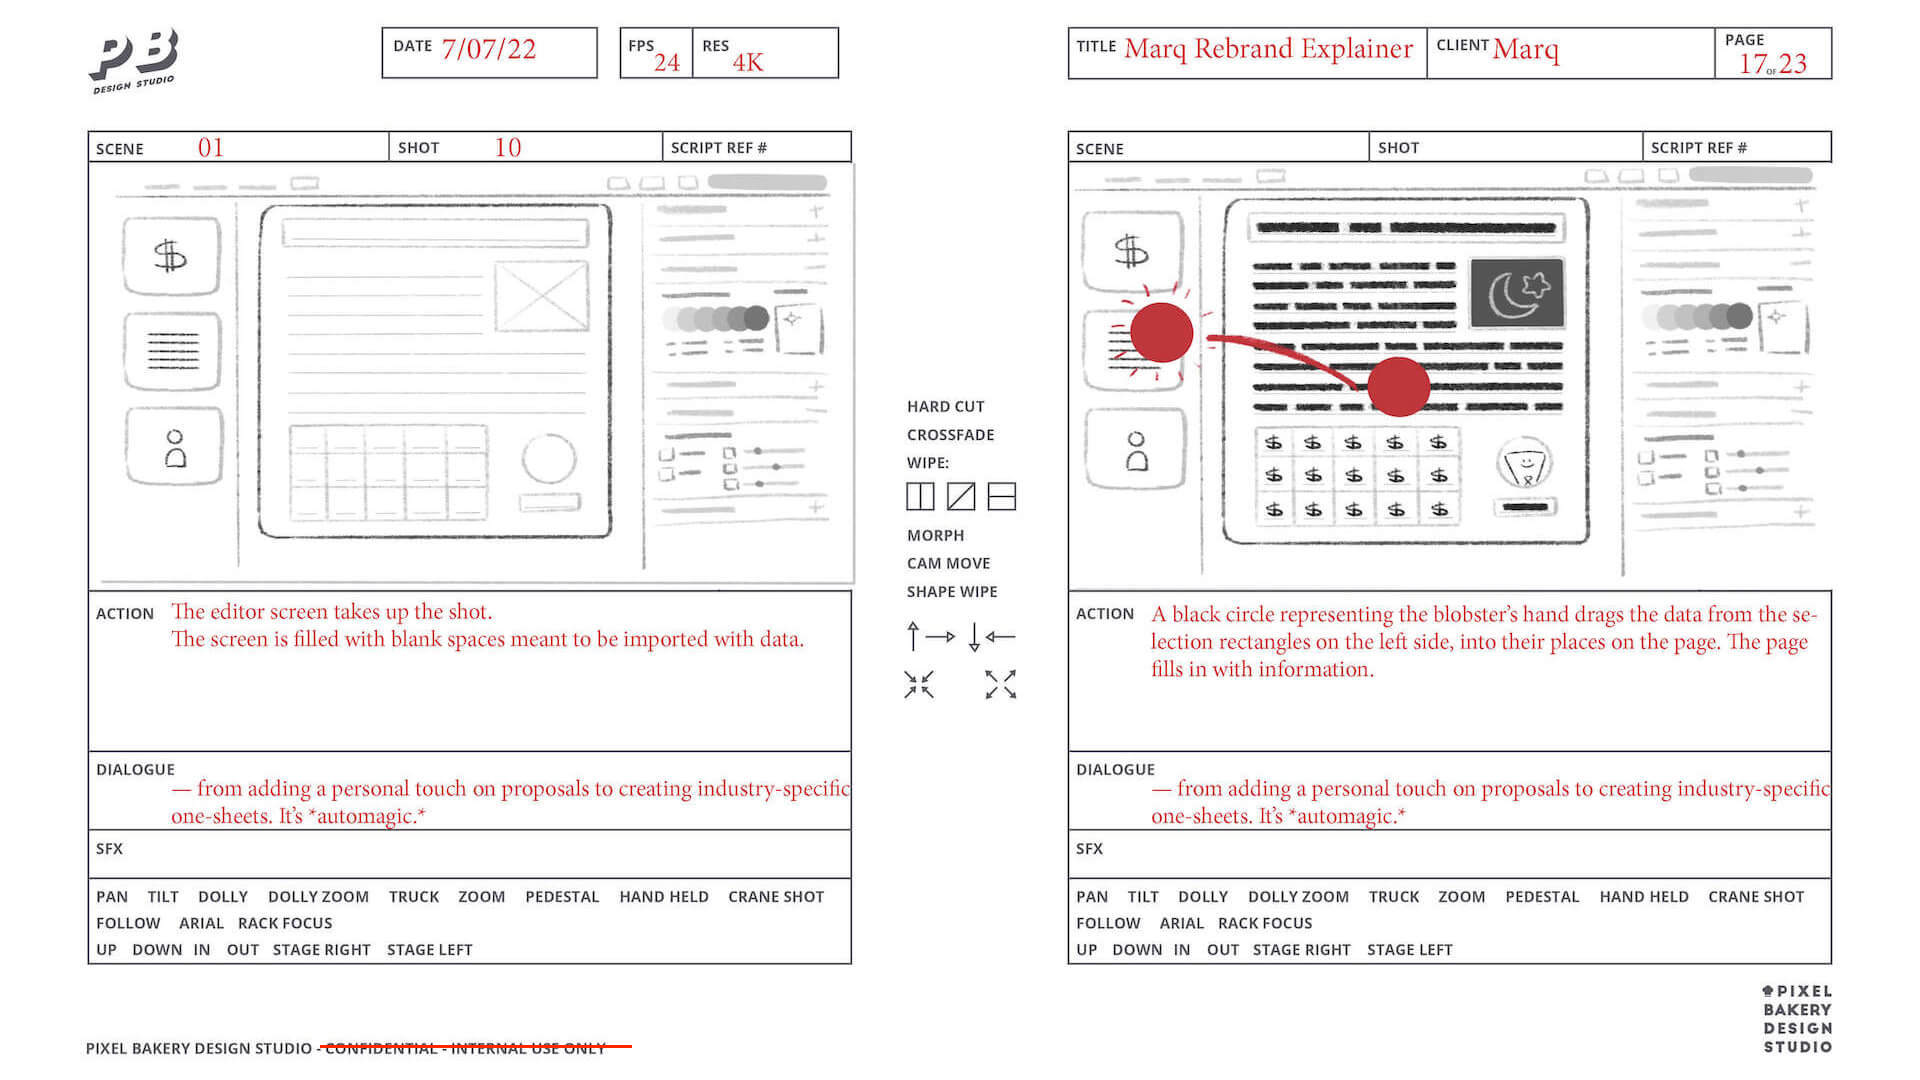 PB
DESIGN STUDIO
DATE 7/07/22
FPS 24
RES 4K
TITLE Marq Rebrand Explainer
CLIENT Marq
PAGE 17 OF 23
SCENE 01
SHOT 10
SCRIPT REF #
$
ACTION The editor screen takes up the shot.
The screen is filled with blank spaces meant to be imported with data.
DIALOGUE
— from adding a personal touch on proposals to creating industry-specific
one-sheets. It's *automagic.*
SFX
PAN TILT DOLLY DOLLY ZOOM TRUCK ZOOM PEDESTAL HAND HELD CRANE SHOT
FOLLOW ARIAL RACK FOCUS
UP DOWN IN OUT STAGE RIGHT STAGE LEFT
HARD CUT
CROSSFADE
WIPE:
MORPH
CAM MOVE
SHAPE WIPE
SCENE
SHOT
SCRIPT REF #
$
$ $ $ $ $
$ $ $ $ $
$ $ $ $ $
ACTION A black circle representing the blobster's hand drags the data from the se-
lection rectangles on the left side, into their places on the page. The page
fills in with information.
DIALOGUE
— from adding a personal touch on proposals to creating industry-specific
one-sheets. It's *automagic.*
SFX
PAN TILT DOLLY DOLLY ZOOM TRUCK ZOOM PEDESTAL HAND HELD CRANE SHOT
FOLLOW ARIAL RACK FOCUS
UP DOWN IN OUT STAGE RIGHT STAGE LEFT
PIXEL BAKERY DESIGN STUDIO - CONFIDENTIAL - INTERNAL USE ONLY
PIXEL
BAKERY
DESIGN
STUDIO